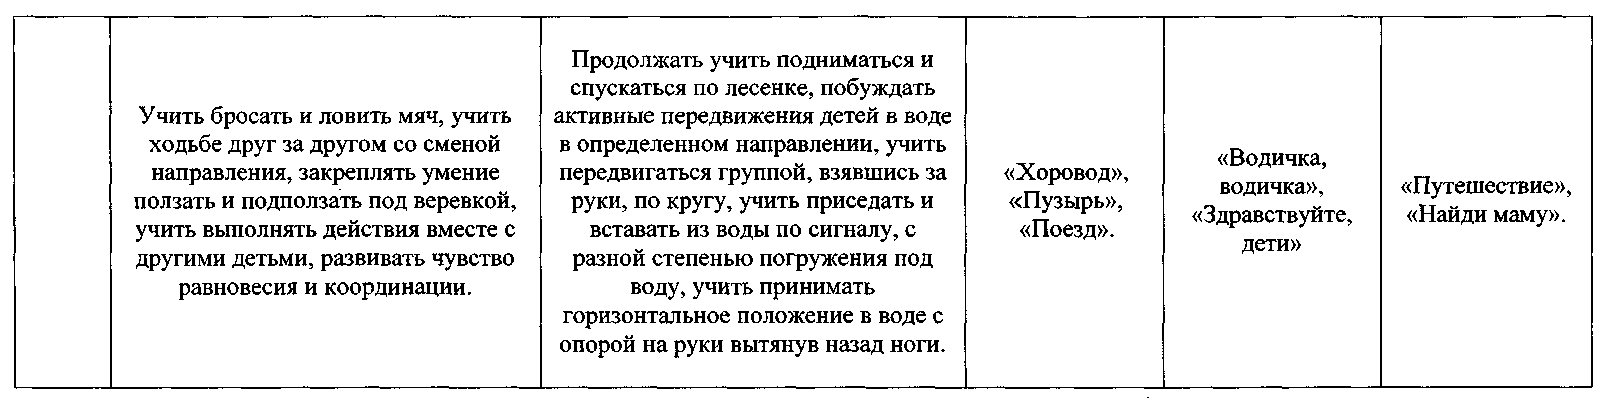 Учить бросать и ловить мяч, учить
ходьбе друг за другом со сменой
направления, закреплять умение
ползать и подползать под веревкой,
учить выполнять действия вместе с
другими детьми, развивать чувство
равновесия и координации.
Продолжать учить подниматься и
спускаться по лесенке, побуждать
активные передвижения детей в воде
в определенном направлении, учить
передвигаться группой, взявшись за
руки, по кругу, учить приседать и
вставать из воды по сигналу, с
разной степенью погружения под
воду, учить принимать
горизонтальное положение в воде с
опорой на руки вытянув назад ноги.
«Хоровод»,
«Пузырь»,
«Поезд».
«Водичка,
водичка»,
«Здравствуйте,
дети»
«Путешествие»,
«Найди маму».